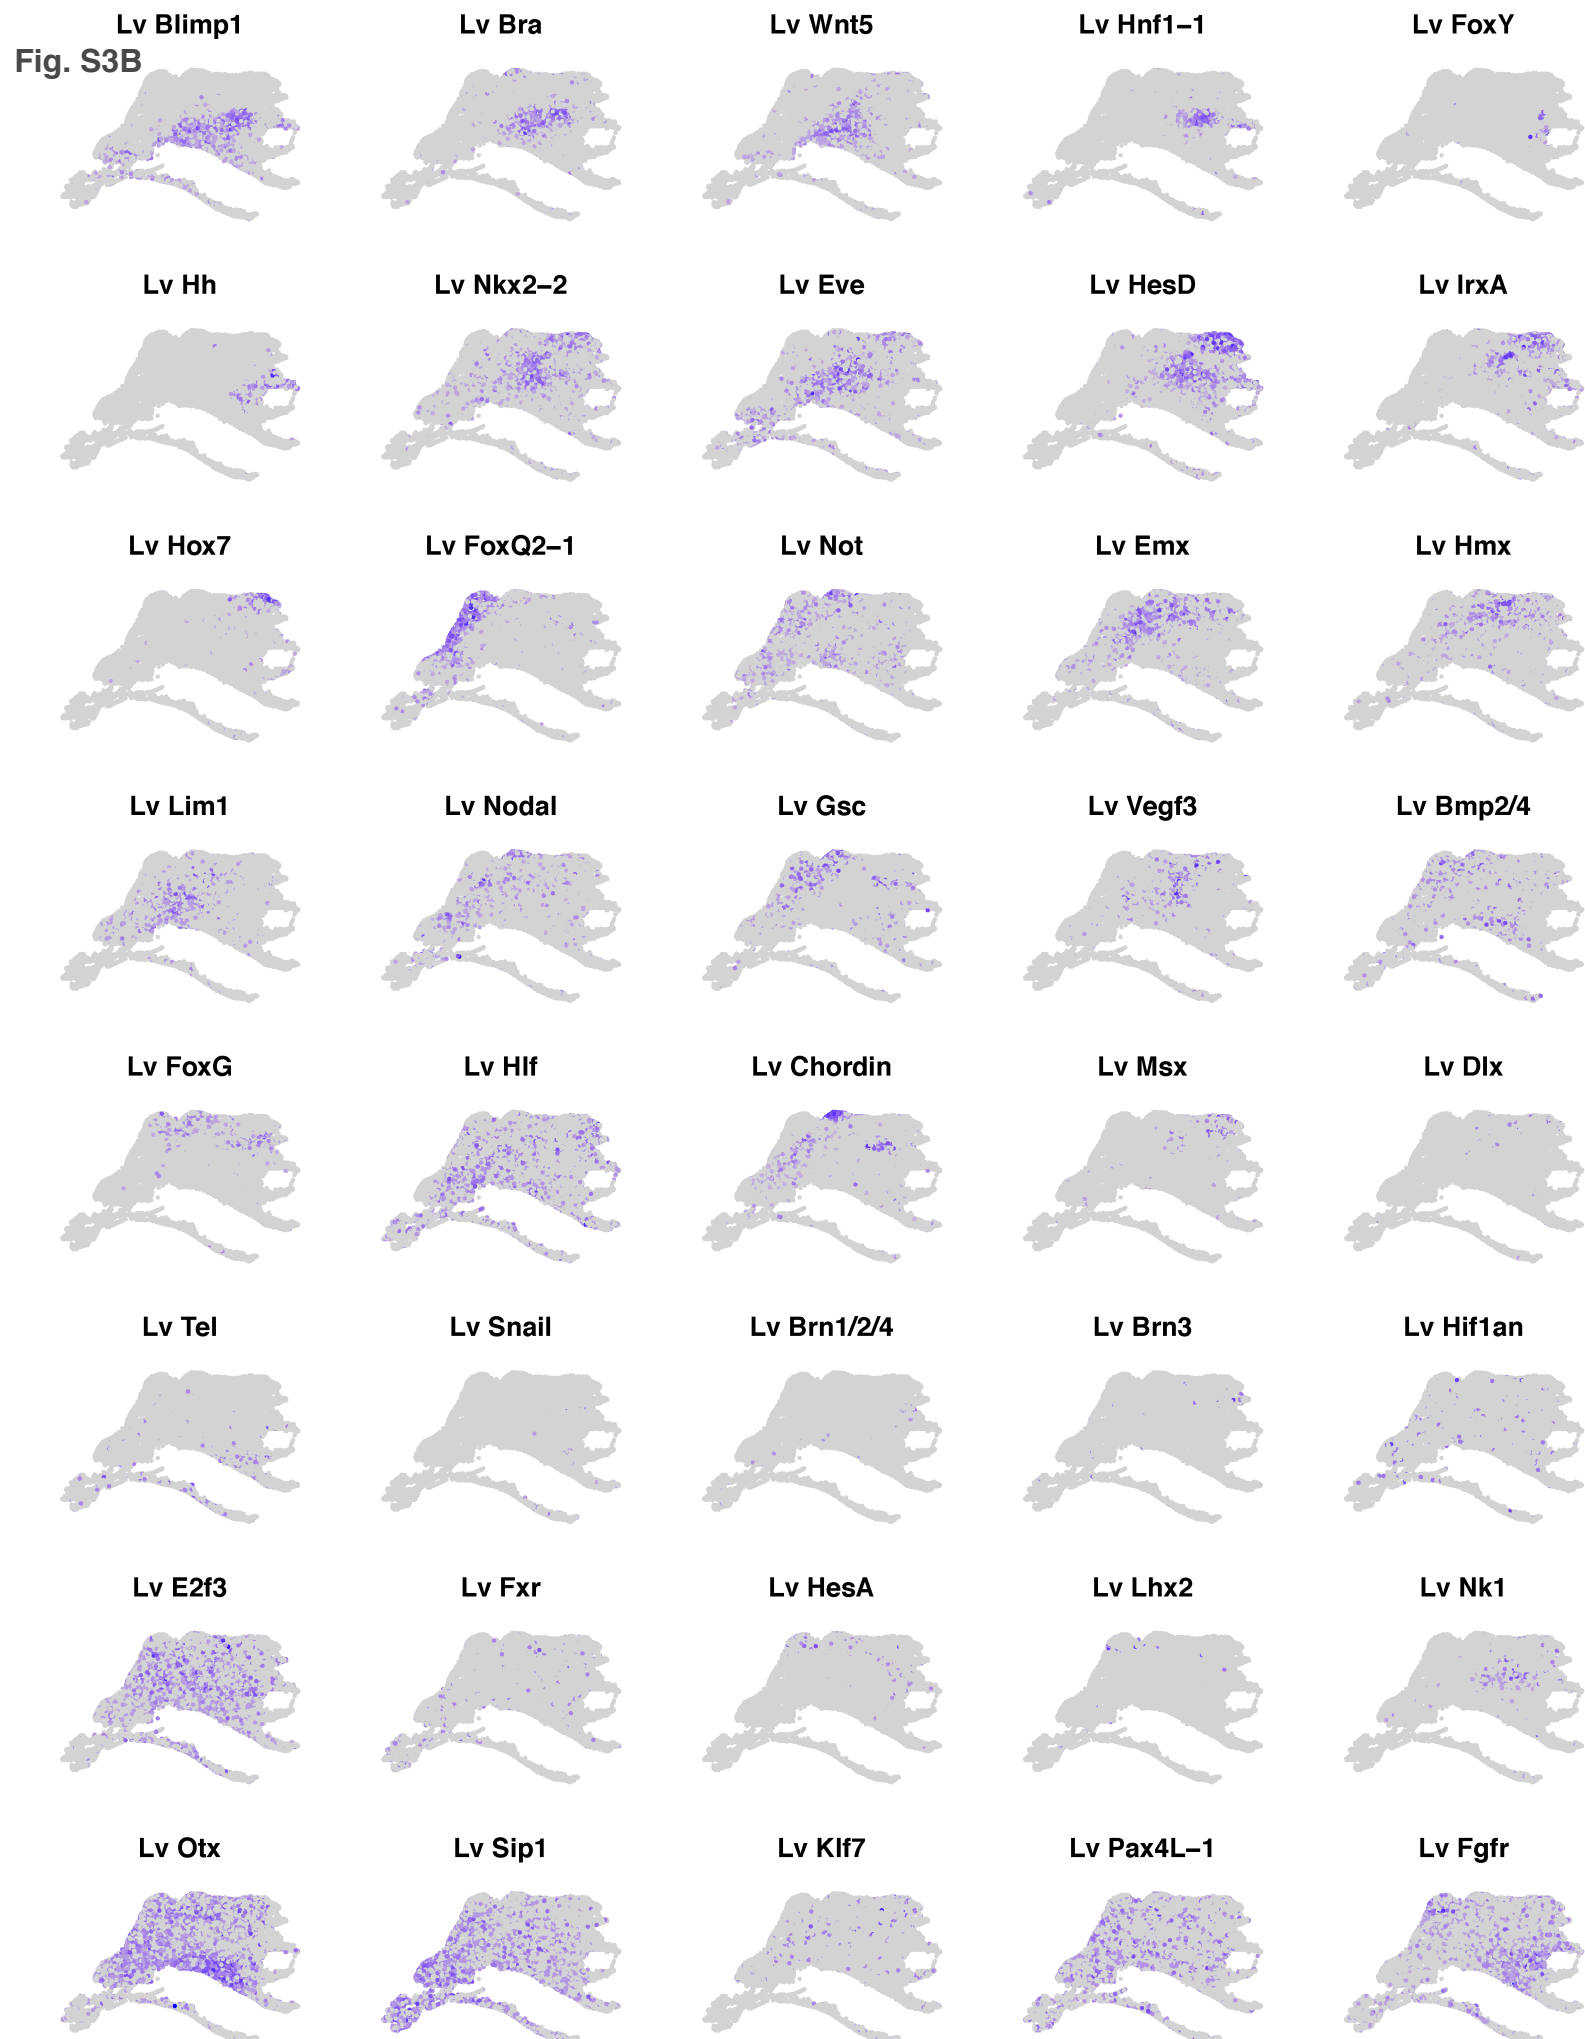 Lv Blimp1 Lv Bra Lv Wnt5 Lv Hnf1−1 Lv FoxY
Fig. S3B
Lv Hh Lv Nkx2−2 Lv Eve Lv HesD Lv IrxA
Lv Hox7 Lv FoxQ2−1 Lv Not Lv Emx Lv Hmx
Lv Lim1 Lv Nodal Lv Gsc Lv Vegf3 Lv Bmp2/4
Lv FoxG Lv Hlf Lv Chordin Lv Msx Lv Dlx
Lv Tel Lv Snail Lv Brn1/2/4 Lv Brn3 Lv Hif1an
Lv E2f3 Lv Fxr Lv HesA Lv Lhx2 Lv Nk1
Lv Otx Lv Sip1 Lv Klf7 Lv Pax4L−1 Lv Fgfr